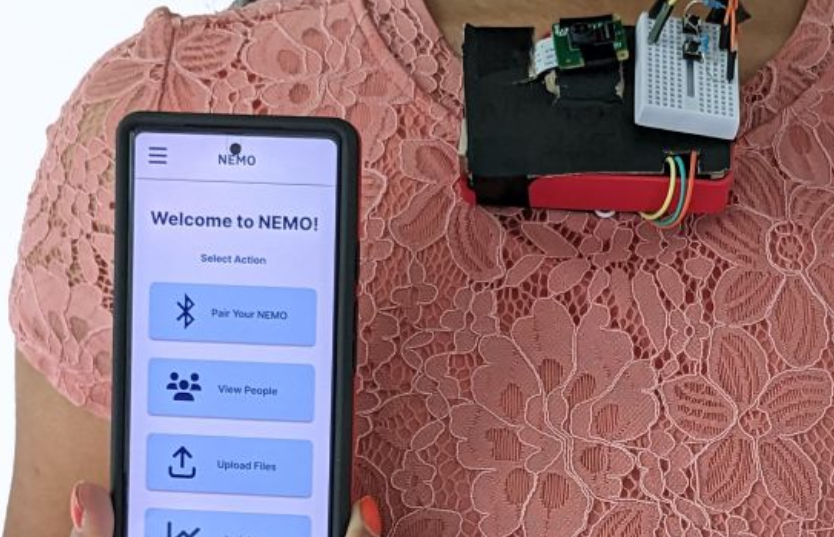 NEMO
Welcome to NEMO!
Select Action
Pair Your NEMO
View People
Upload Files